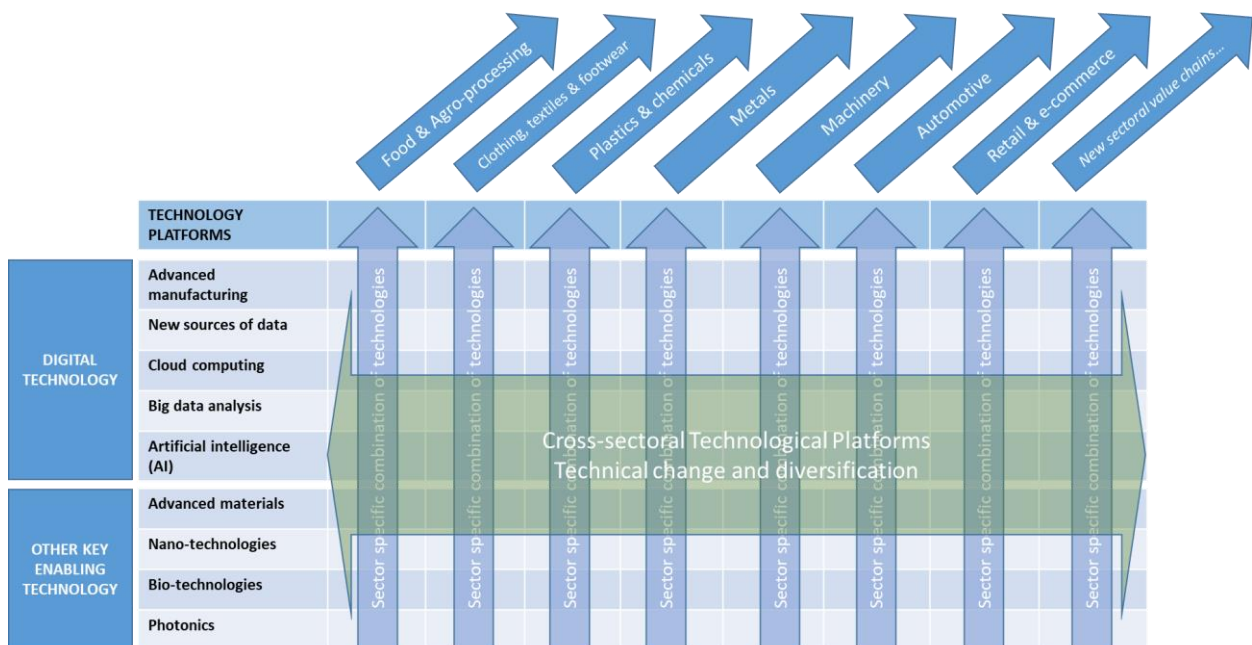 Food & Agro-processing
Clothing, textiles & footwear
Plastics & chemicals
Metals
Machinery
Automotive
Retail & e-commerce
New sectoral value chains...
TECHNOLOGY
PLATFORMS
DIGITAL
TECHNOLOGY
Advanced
manufacturing
New sources of data
Cloud computing
Big data analysis
Artificial intelligence
(AI)
OTHER KEY
ENABLING
TECHNOLOGY
Advanced materials
Nano-technologies
Bio-technologies
Photonics
Sector specific combination of technologies
Sector specific combination of technologies
Sector specific combination of technologies
Sector specific combination of technologies
Sector specific combination of technologies
Sector specific combination of technologies
Sector specific combination of technologies
Sector specific combination of technologies
Cross-sectoral Technological Platforms
Technical change and diversification